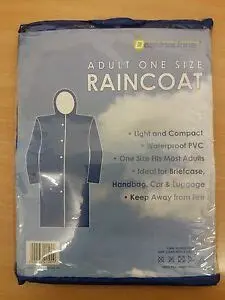 ADULT ONE SIZE
RAINCOAT
• Light and Compact
• Waterproof PVC
• One Size Fits Most Adults
• Ideal for Briefcase,
Handbag, Car & Luggage
• Keep Away from Fire